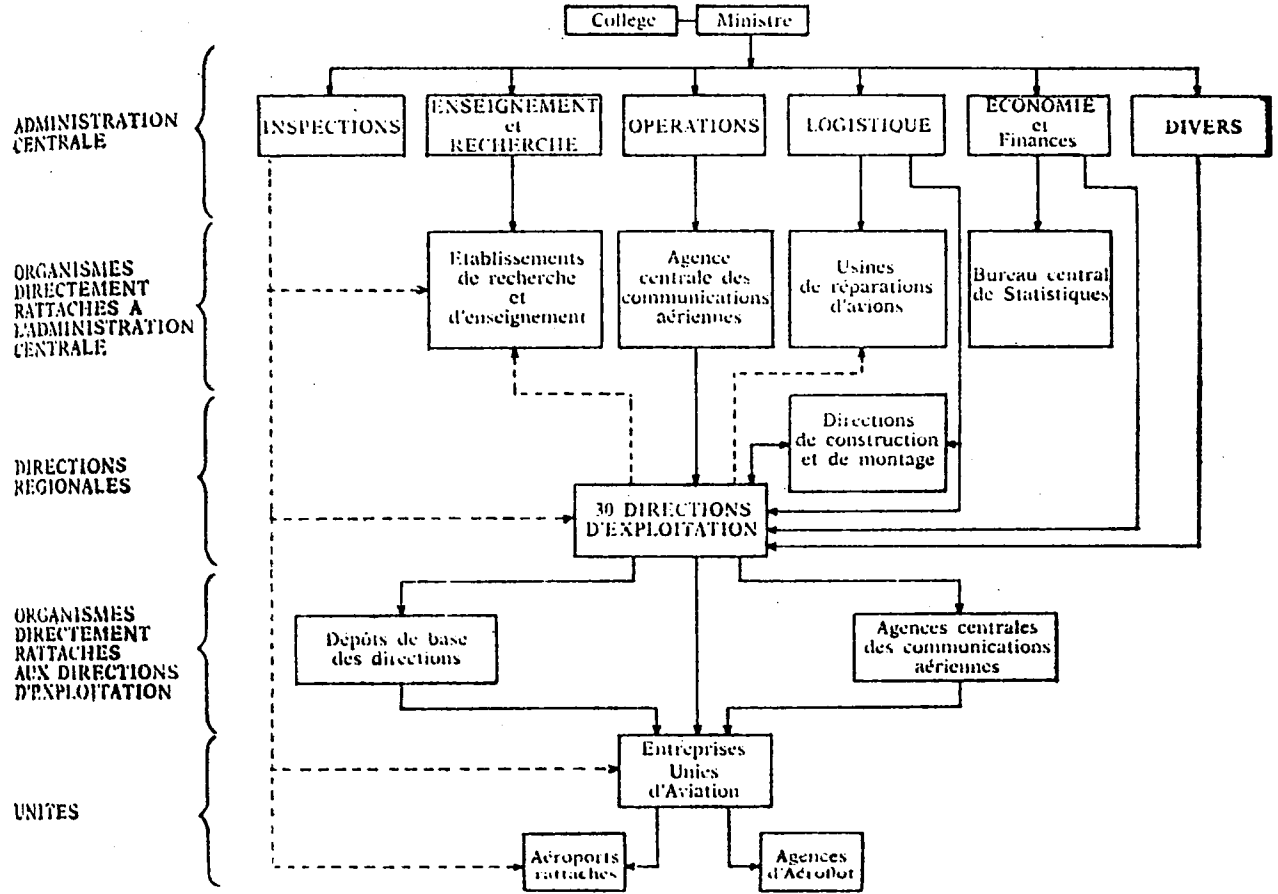 College
Ministre
ADMINISTRATION
CENTRALE
INSPECTIONS
ENSEIGNEMENT
et
RECHERCHE
OPERATIONS
LOGISTIQUE
ECONOMIE
et
Finances
DIVERS
ORGANISMES
DIRECTEMENT
RATTACHES A
L'ADMINISTRATION
CENTRALE
Etablissements
de recherche
et
d'enseignement
Agence
centrale des
communications
aériennes
Usines
de réparations
d'avions
Bureau central
de Statistiques
DIRECTIONS
REGIONALES
Directions
de construction
et de montage
30 DIRECTIONS
D'EXPLOITATION
ORGANISMES
DIRECTEMENT
RATTACHES
AUX DIRECTIONS
D'EXPLOITATION
Dépôts de base
des directions
Agences centrales
des communications
aériennes
UNITES
Entreprises
Unies
d'Aviation
Aéroports
rattachés
Agences
d'Aéroflot